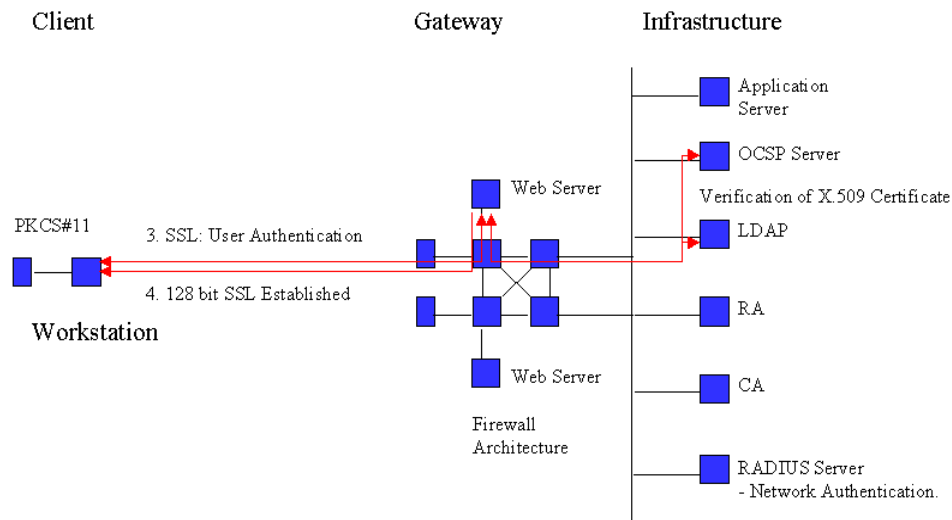 Client
Gateway
Infrastructure
Application
Server
OCSP Server
Web Server
Verification of X.509 Certificate
PKCS#11
3. SSL: User Authentication
LDAP
4. 128 bit SSL Established
RA
Workstation
Web Server
CA
Firewall
Architecture
RADIUS Server
- Network Authentication.